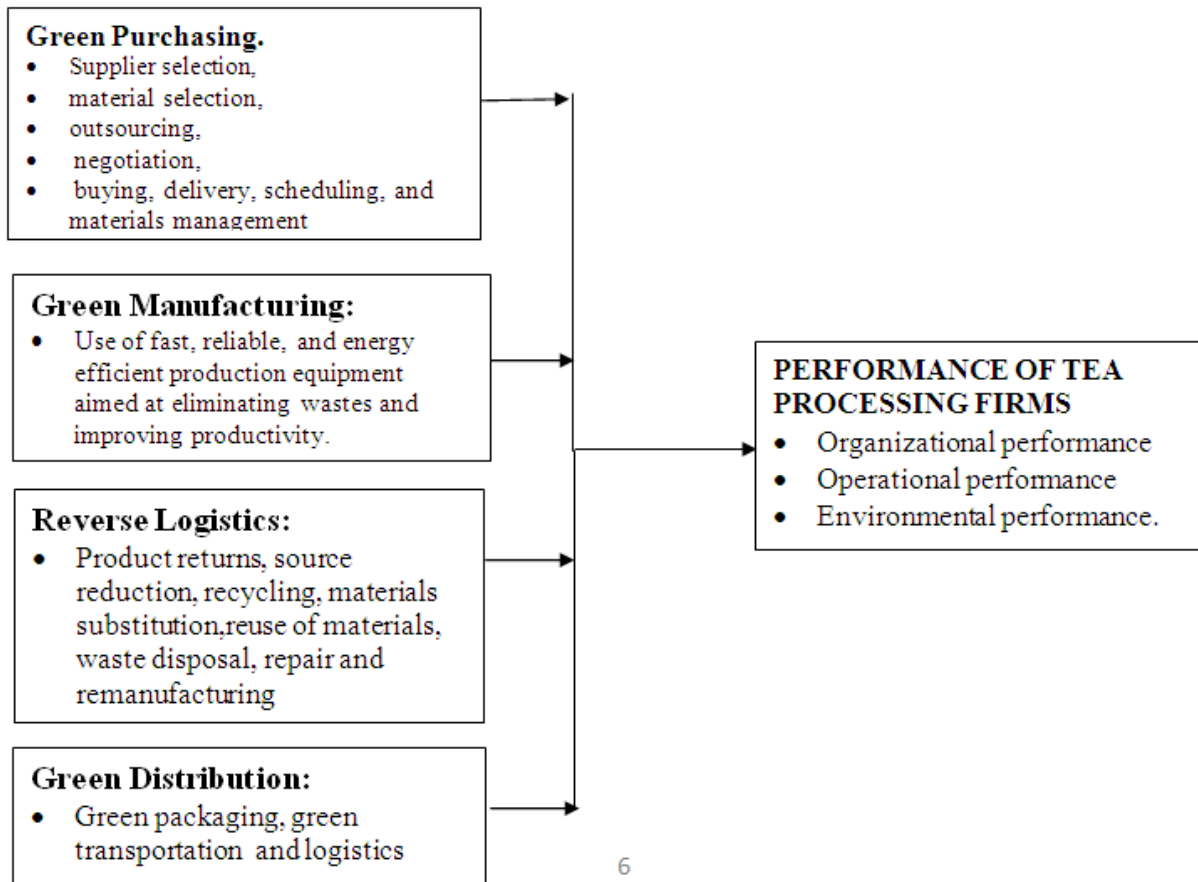 Green Purchasing.
• Supplier selection,
• material selection,
• outsourcing,
• negotiation,
• buying, delivery, scheduling, and
materials management
Green Manufacturing:
• Use of fast, reliable, and energy
efficient production equipment
aimed at eliminating wastes and
improving productivity.
Reverse Logistics:
• Product returns, source
reduction, recycling, materials
substitution,reuse of materials,
waste disposal, repair and
remanufacturing
Green Distribution:
• Green packaging, green
transportation and logistics
PERFORMANCE OF TEA
PROCESSING FIRMS
• Organizational performance
• Operational performance
• Environmental performance.
6